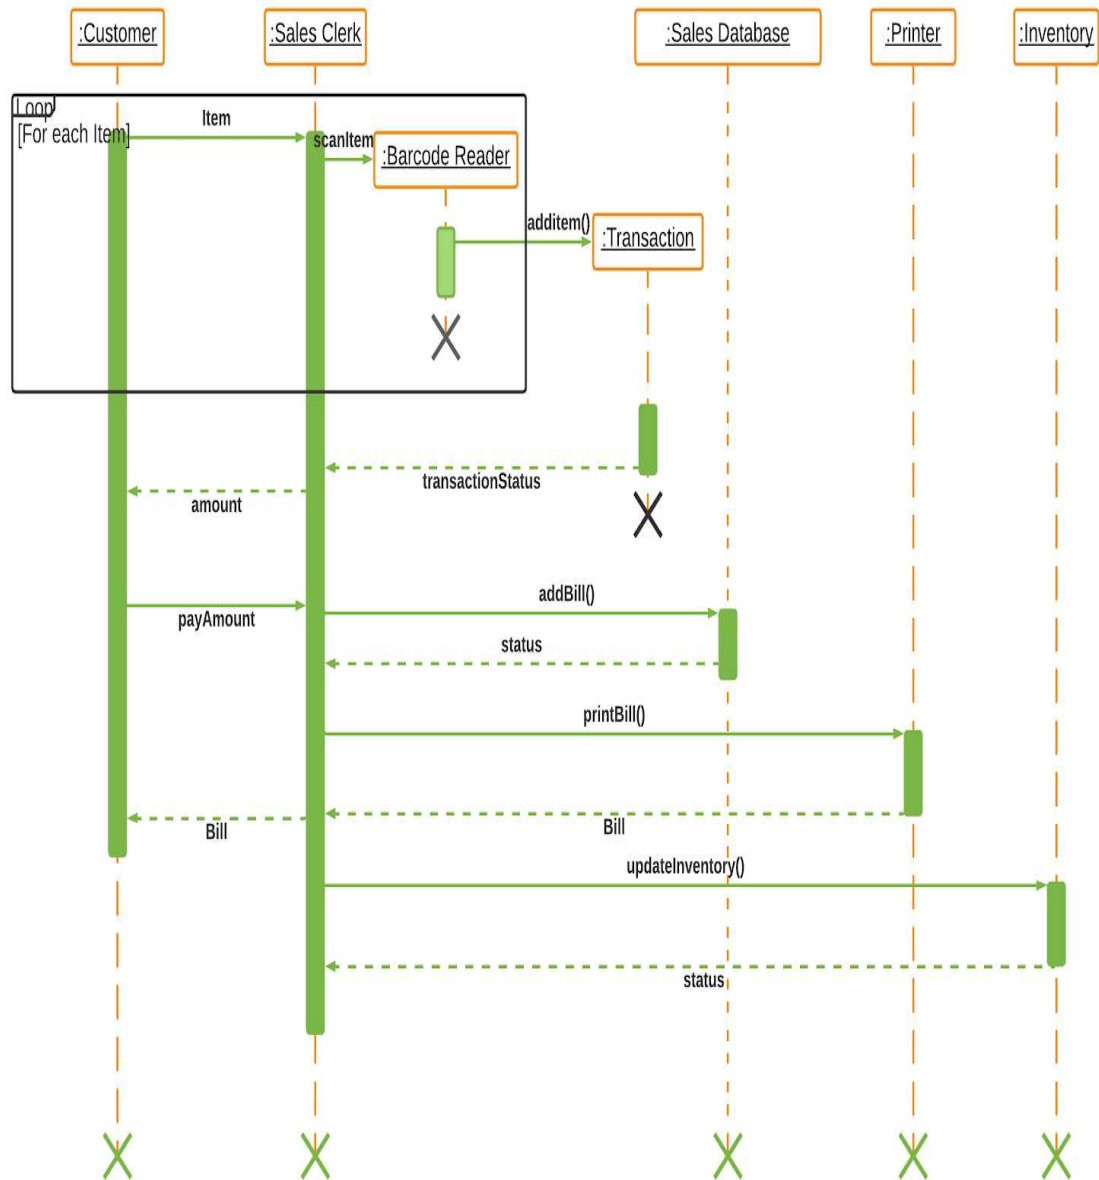 :Customer
:Sales Clerk
:Sales Database
:Printer
:Inventory
Loop
[For each Item]
Item
scanItem
:Barcode Reader
additem()
:Transaction
transactionStatus
amount
payAmount
addBill()
status
printBill()
Bill
Bill
updateInventory()
status